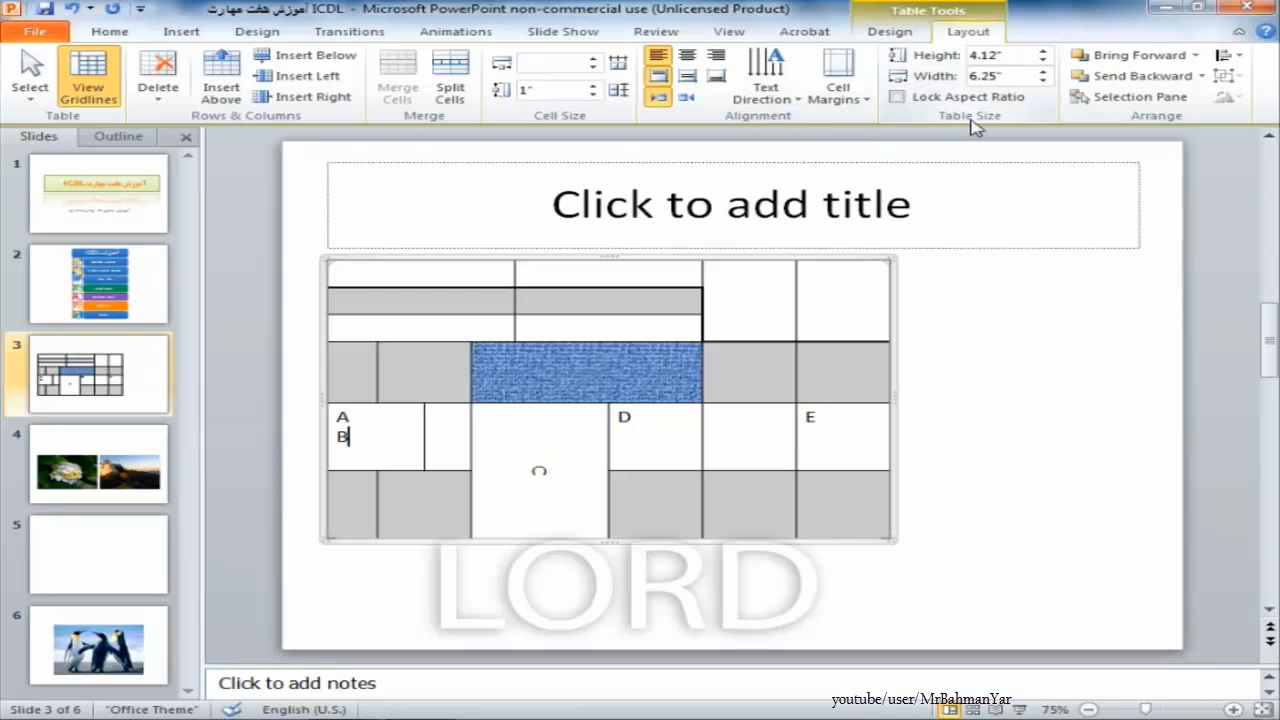 آموزش هفت مهارت ICDL - Microsoft PowerPoint non-commercial use (Unlicensed Product)
Table Tools
File Home Insert Design Transitions Animations Slide Show Review View Acrobat Design Layout
Select
View Gridlines
Table
Delete
Insert Above
Insert Below
Insert Left
Insert Right
Rows & Columns
Merge Cells
Split Cells
Merge
1"
Cell Size
Text Direction
Cell Margins
Alignment
Height: 4.12"
Width: 6.25"
Lock Aspect Ratio
Table Size
Bring Forward
Send Backward
Selection Pane
Arrange
Slides Outline
1
2
3
4
5
6
Click to add title
A
B
C
D
E
LORD
Click to add notes
youtube/user/MrBahmanYar
Slide 3 of 6 "Office Theme" English (U.S.) 75%